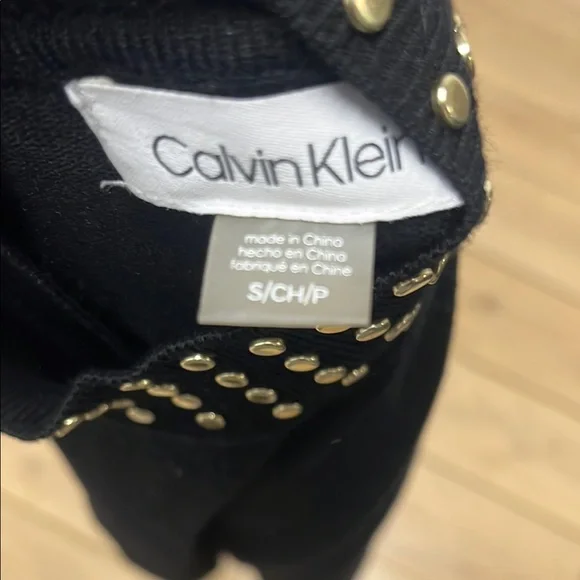 Calvin Klein
made in China
hecho en China
fabriqué en Chine
S/CH/P